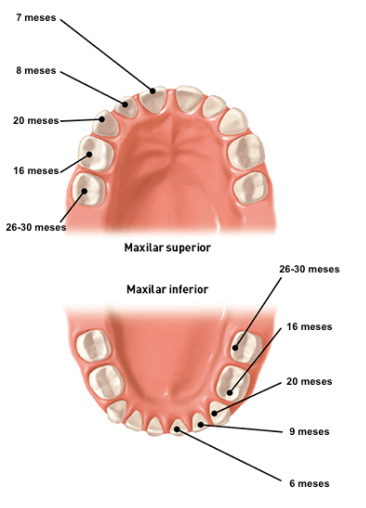 7 meses
8 meses
20 meses
16 meses
26-30 meses
Maxilar superior
Maxilar inferior
26-30 meses
16 meses
20 meses
9 meses
6 meses